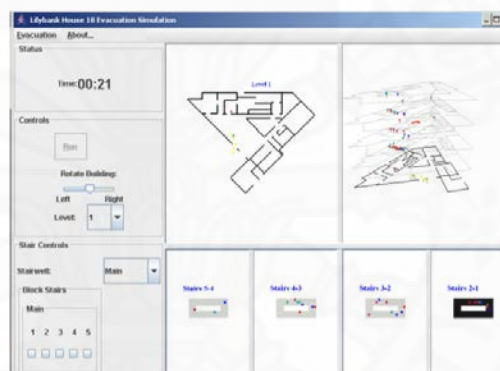 Lilybank House 10 Evacuation Simulation
Evacuation About...
Status
Time:00:21
Controls
Run
Rotate Building:
Left Right
Level: 1
Stair Controls
Stairwell: Main
Block Stairs
Main
1 2 3 4 5
Level 1
Stairs 5-4
Stairs 4-3
Stairs 3-2
Stairs 2-1